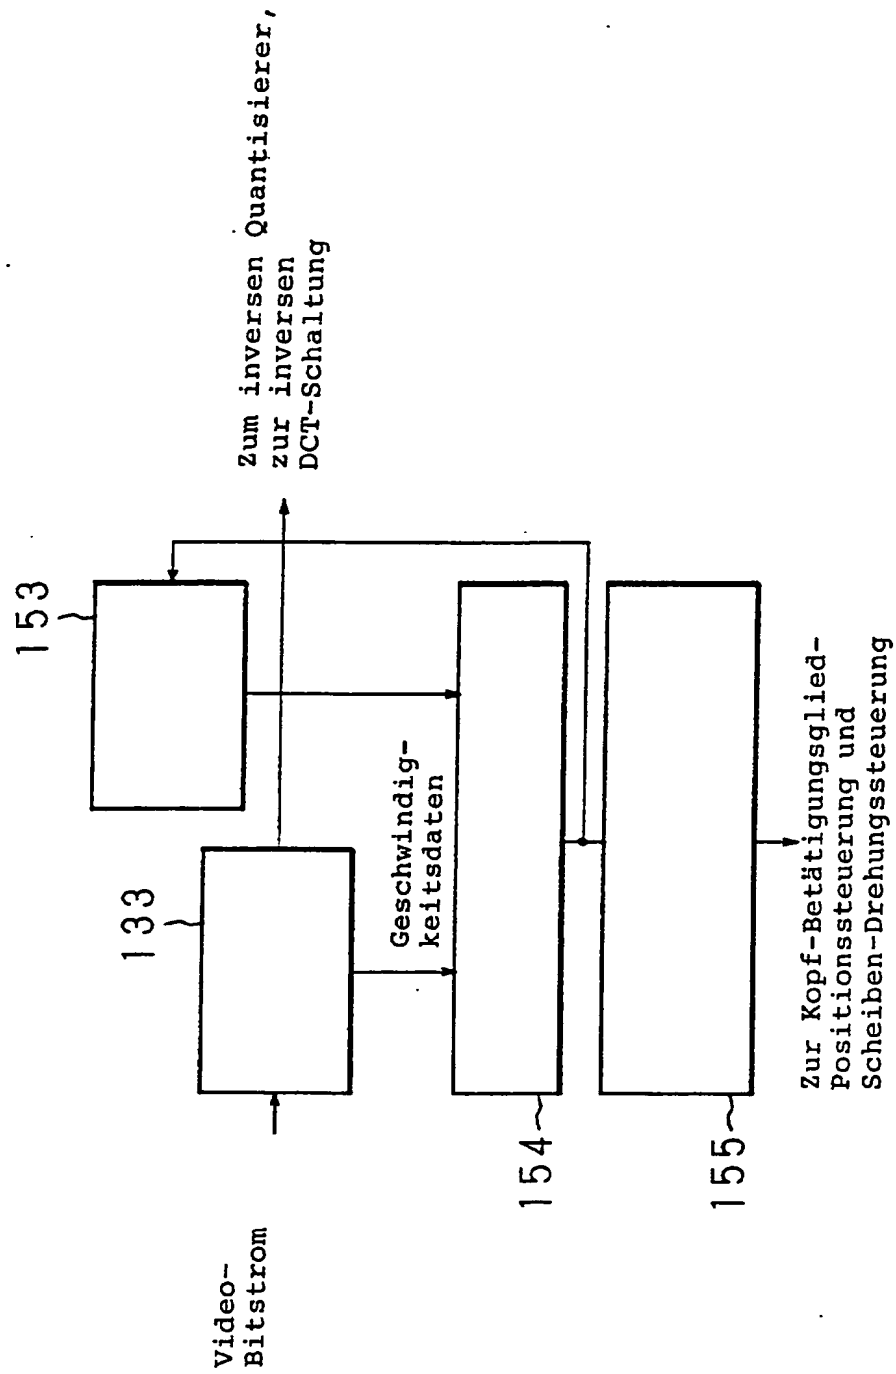 Video-
Bitstrom
133
153
Zum inversen Quantisierer,
zur inversen
DCT-Schaltung
Geschwindig-
keitsdaten
154
155
Zur Kopf-Betätigungsglied-
Positionssteuerung und
Scheiben-Drehungssteuerung